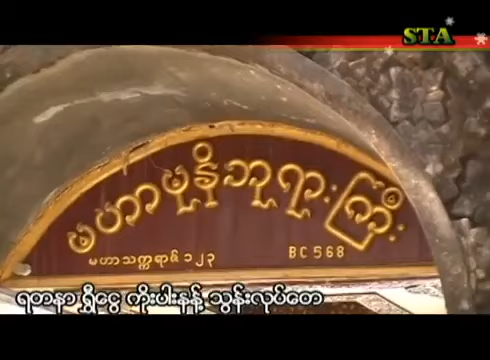 STA
မဟာမုနိဘုရားကြီး
မဟာသက္ကရာဇ် ၁၂၃ BC 568
ရတနာ ရွှီငွေ ကိုးပါးနန့် သွန်းလုပ်တေ